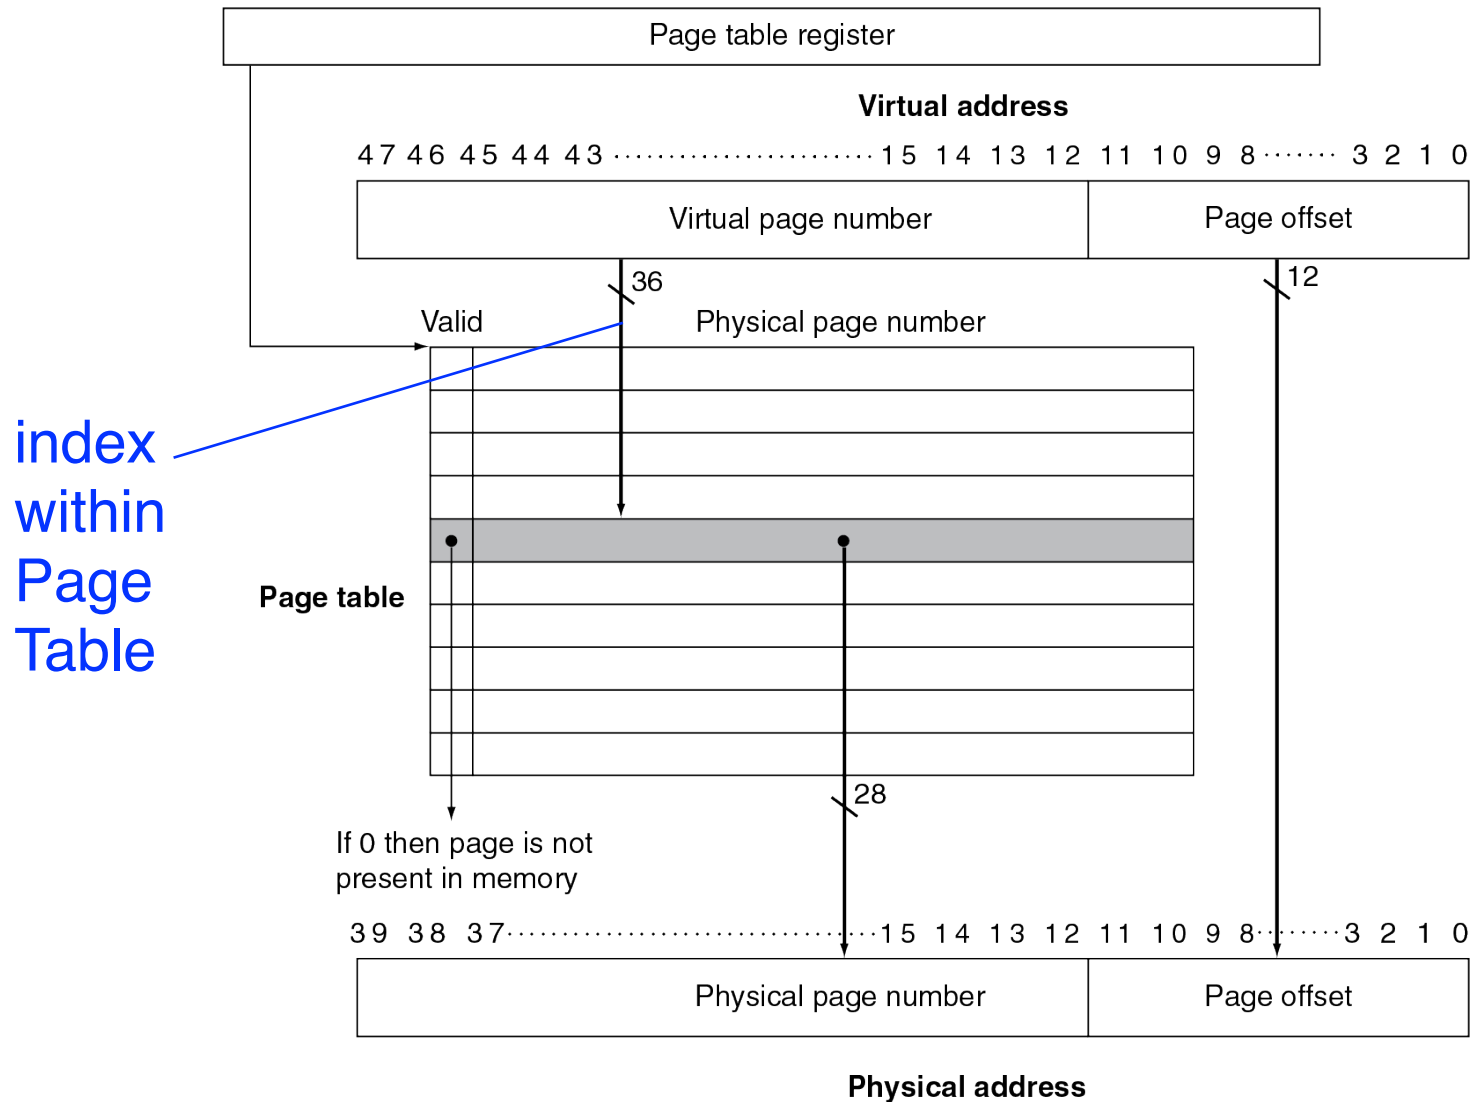 Page table register
Virtual address
47 46 45 44 43 ........................ 15 14 13 12 11 10 9 8 ....... 3 2 1 0
Virtual page number Page offset
36 12
Valid Physical page number
index
within
Page
Table
Page table
28
If 0 then page is not
present in memory
39 38 37 .................................. 15 14 13 12 11 10 9 8 ........ 3 2 1 0
Physical page number Page offset
Physical address